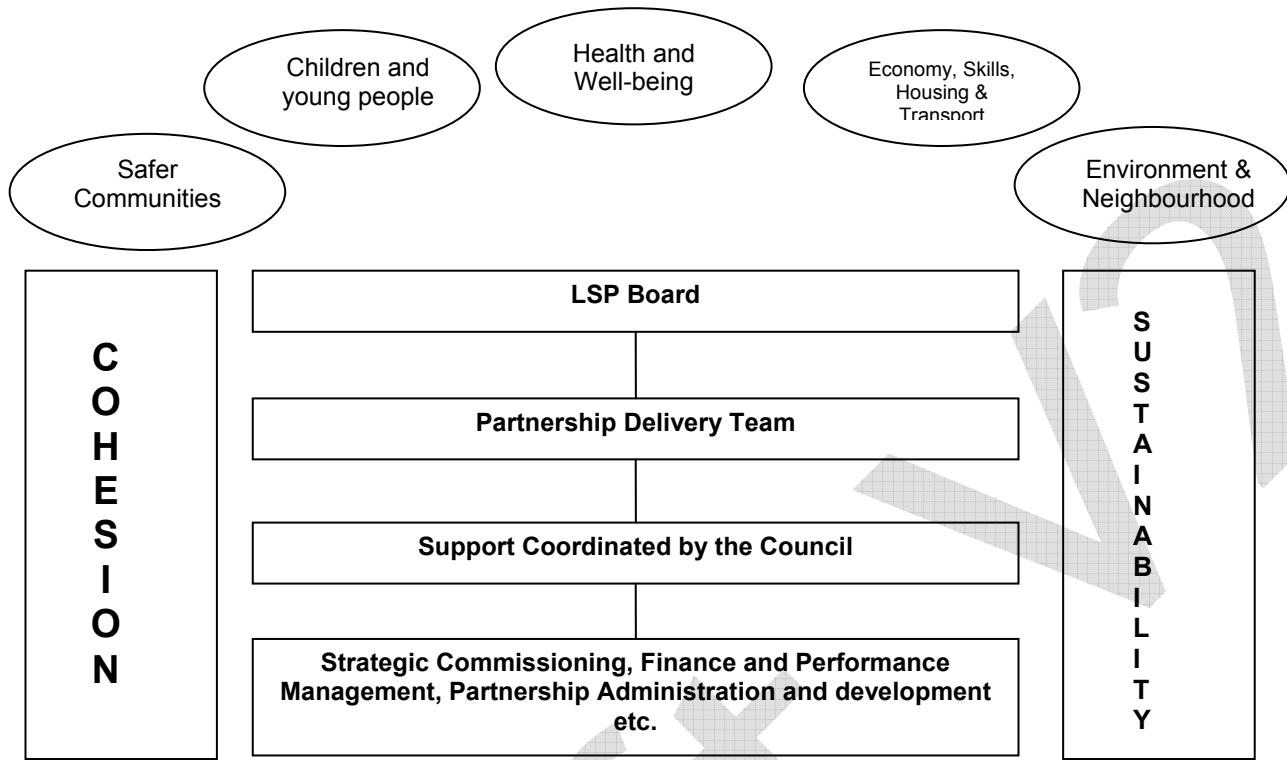 Safer
Communities
Children and
young people
Health and
Well-being
Economy, Skills,
Housing &
Transport
Environment &
Neighbourhood
C
O
H
E
S
I
O
N
LSP Board
Partnership Delivery Team
Support Coordinated by the Council
Strategic Commissioning, Finance and Performance
Management, Partnership Administration and development
etc.
S
U
S
T
A
I
N
A
B
I
L
I
T
Y